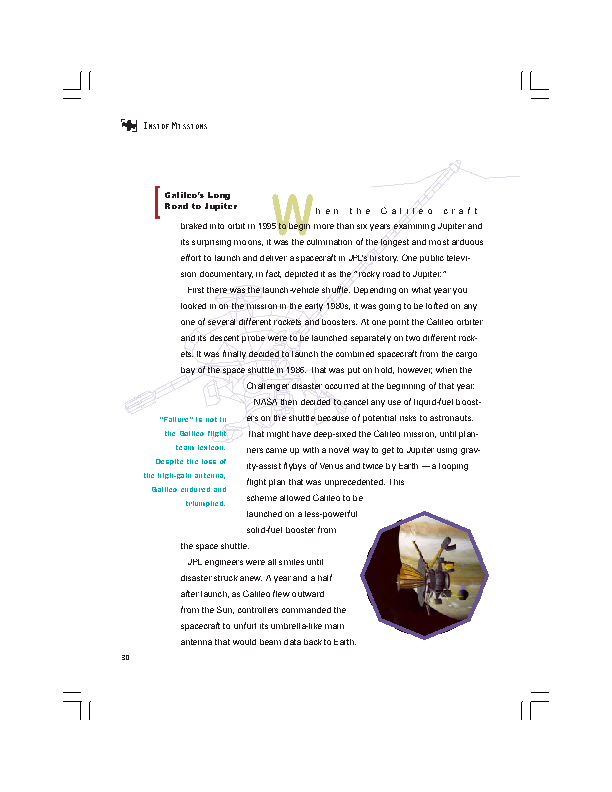 INSIDE MISSIONS
Galileo's Long
Road to Jupiter
When the Galileo craft
braked into orbit in 1995 to begin more than six years examining Jupiter and
its surprising moons, it was the culmination of the longest and most arduous
effort to launch and deliver a spacecraft in JPL's history. One public televi-
sion documentary, in fact, depicted it as the "rocky road to Jupiter."
First there was the launch-vehicle shuffle. Depending on what year you
looked in on the mission in the early 1980s, it was going to be lofted on any
one of several different rockets and boosters. At one point the Galileo orbiter
and its descent probe were to be launched separately on two different rock-
ets. It was finally decided to launch the combined spacecraft from the cargo
bay of the space shuttle in 1986. That was put on hold, however, when the
Challenger disaster occurred at the beginning of that year.
NASA then decided to cancel any use of liquid-fuel boost-
ers on the shuttle because of potential risks to astronauts.
That might have deep-sixed the Galileo mission, until plan-
ners came up with a novel way to get to Jupiter using grav-
ity-assist flybys of Venus and twice by Earth — a looping
flight plan that was unprecedented. This
scheme allowed Galileo to be
launched on a less-powerful
solid-fuel booster from
the space shuttle.
JPL engineers were all smiles until
disaster struck anew. A year and a half
after launch, as Galileo flew outward
from the Sun, controllers commanded the
spacecraft to unfurl its umbrella-like main
antenna that would beam data back to Earth.
"Failure" is not in
the Galileo flight
team lexicon.
Despite the loss of
the high-gain antenna,
Galileo endured and
triumphed.
80